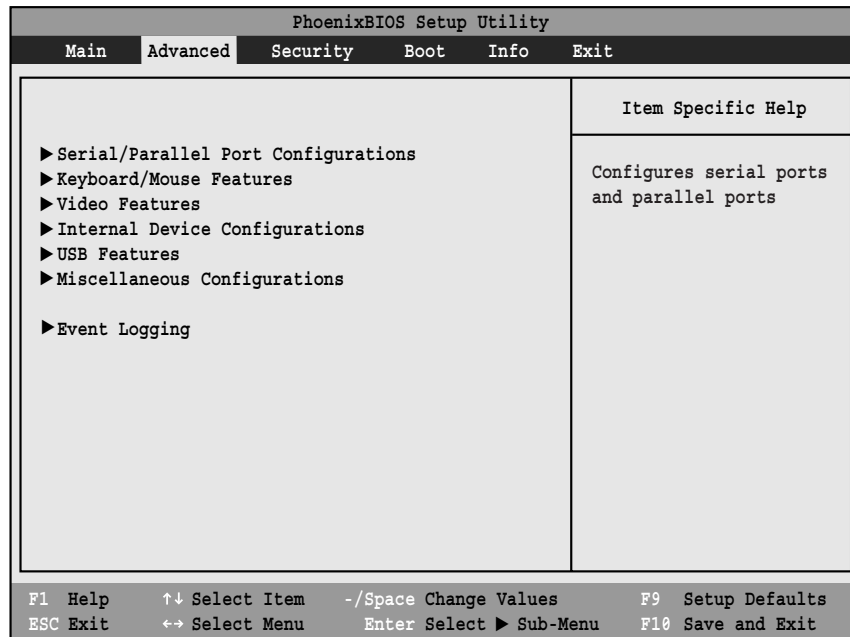 PhoenixBIOS Setup Utility
Main Advanced Security Boot Info Exit
Item Specific Help
▶Serial/Parallel Port Configurations
▶Keyboard/Mouse Features
▶Video Features
▶Internal Device Configurations
▶USB Features
▶Miscellaneous Configurations
▶Event Logging
Configures serial ports
and parallel ports
F1 Help ↑↓ Select Item -/Space Change Values F9 Setup Defaults
ESC Exit ←→ Select Menu Enter Select ▶ Sub-Menu F10 Save and Exit